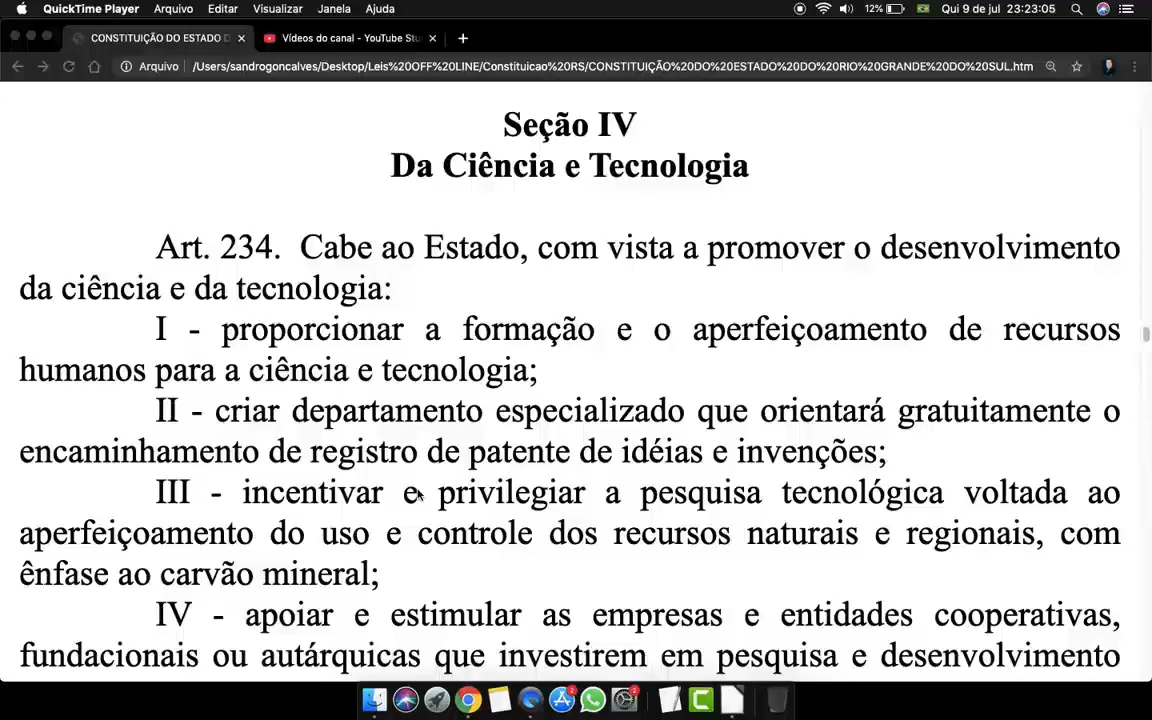 QuickTime Player Arquivo Editar Visualizar Janela Ajuda 12% Qui 9 de jul 23:23:05
CONSTITUIÇÃO DO ESTADO D Vídeos do canal - YouTube Stu
Arquivo /Users/sandrogoncalves/Desktop/Leis%20OFF%20LINE/Constituicao%20RS/CONSTITUIÇÃO%20DO%20ESTADO%20DO%20RIO%20GRANDE%20DO%20SUL.htm
Seção IV
Da Ciência e Tecnologia
Art. 234. Cabe ao Estado, com vista a promover o desenvolvimento
da ciência e da tecnologia:
I - proporcionar a formação e o aperfeiçoamento de recursos
humanos para a ciência e tecnologia;
II - criar departamento especializado que orientará gratuitamente o
encaminhamento de registro de patente de idéias e invenções;
III - incentivar e privilegiar a pesquisa tecnológica voltada ao
aperfeiçoamento do uso e controle dos recursos naturais e regionais, com
ênfase ao carvão mineral;
IV - apoiar e estimular as empresas e entidades cooperativas,
fundacionais ou autárquicas que investirem em pesquisa e desenvolvimento